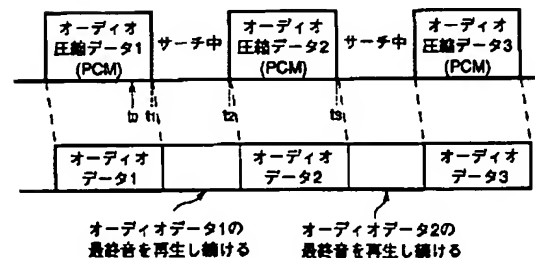 オーディオ
圧縮データ1
(PCM)
サーチ中
オーディオ
圧縮データ2
(PCM)
サーチ中
オーディオ
圧縮データ3
(PCM)
t0 t1 t2 t3
オーディオ
データ1
オーディオ
データ2
オーディオ
データ3
オーディオデータ1の
最終音を再生し続ける
オーディオデータ2の
最終音を再生し続ける